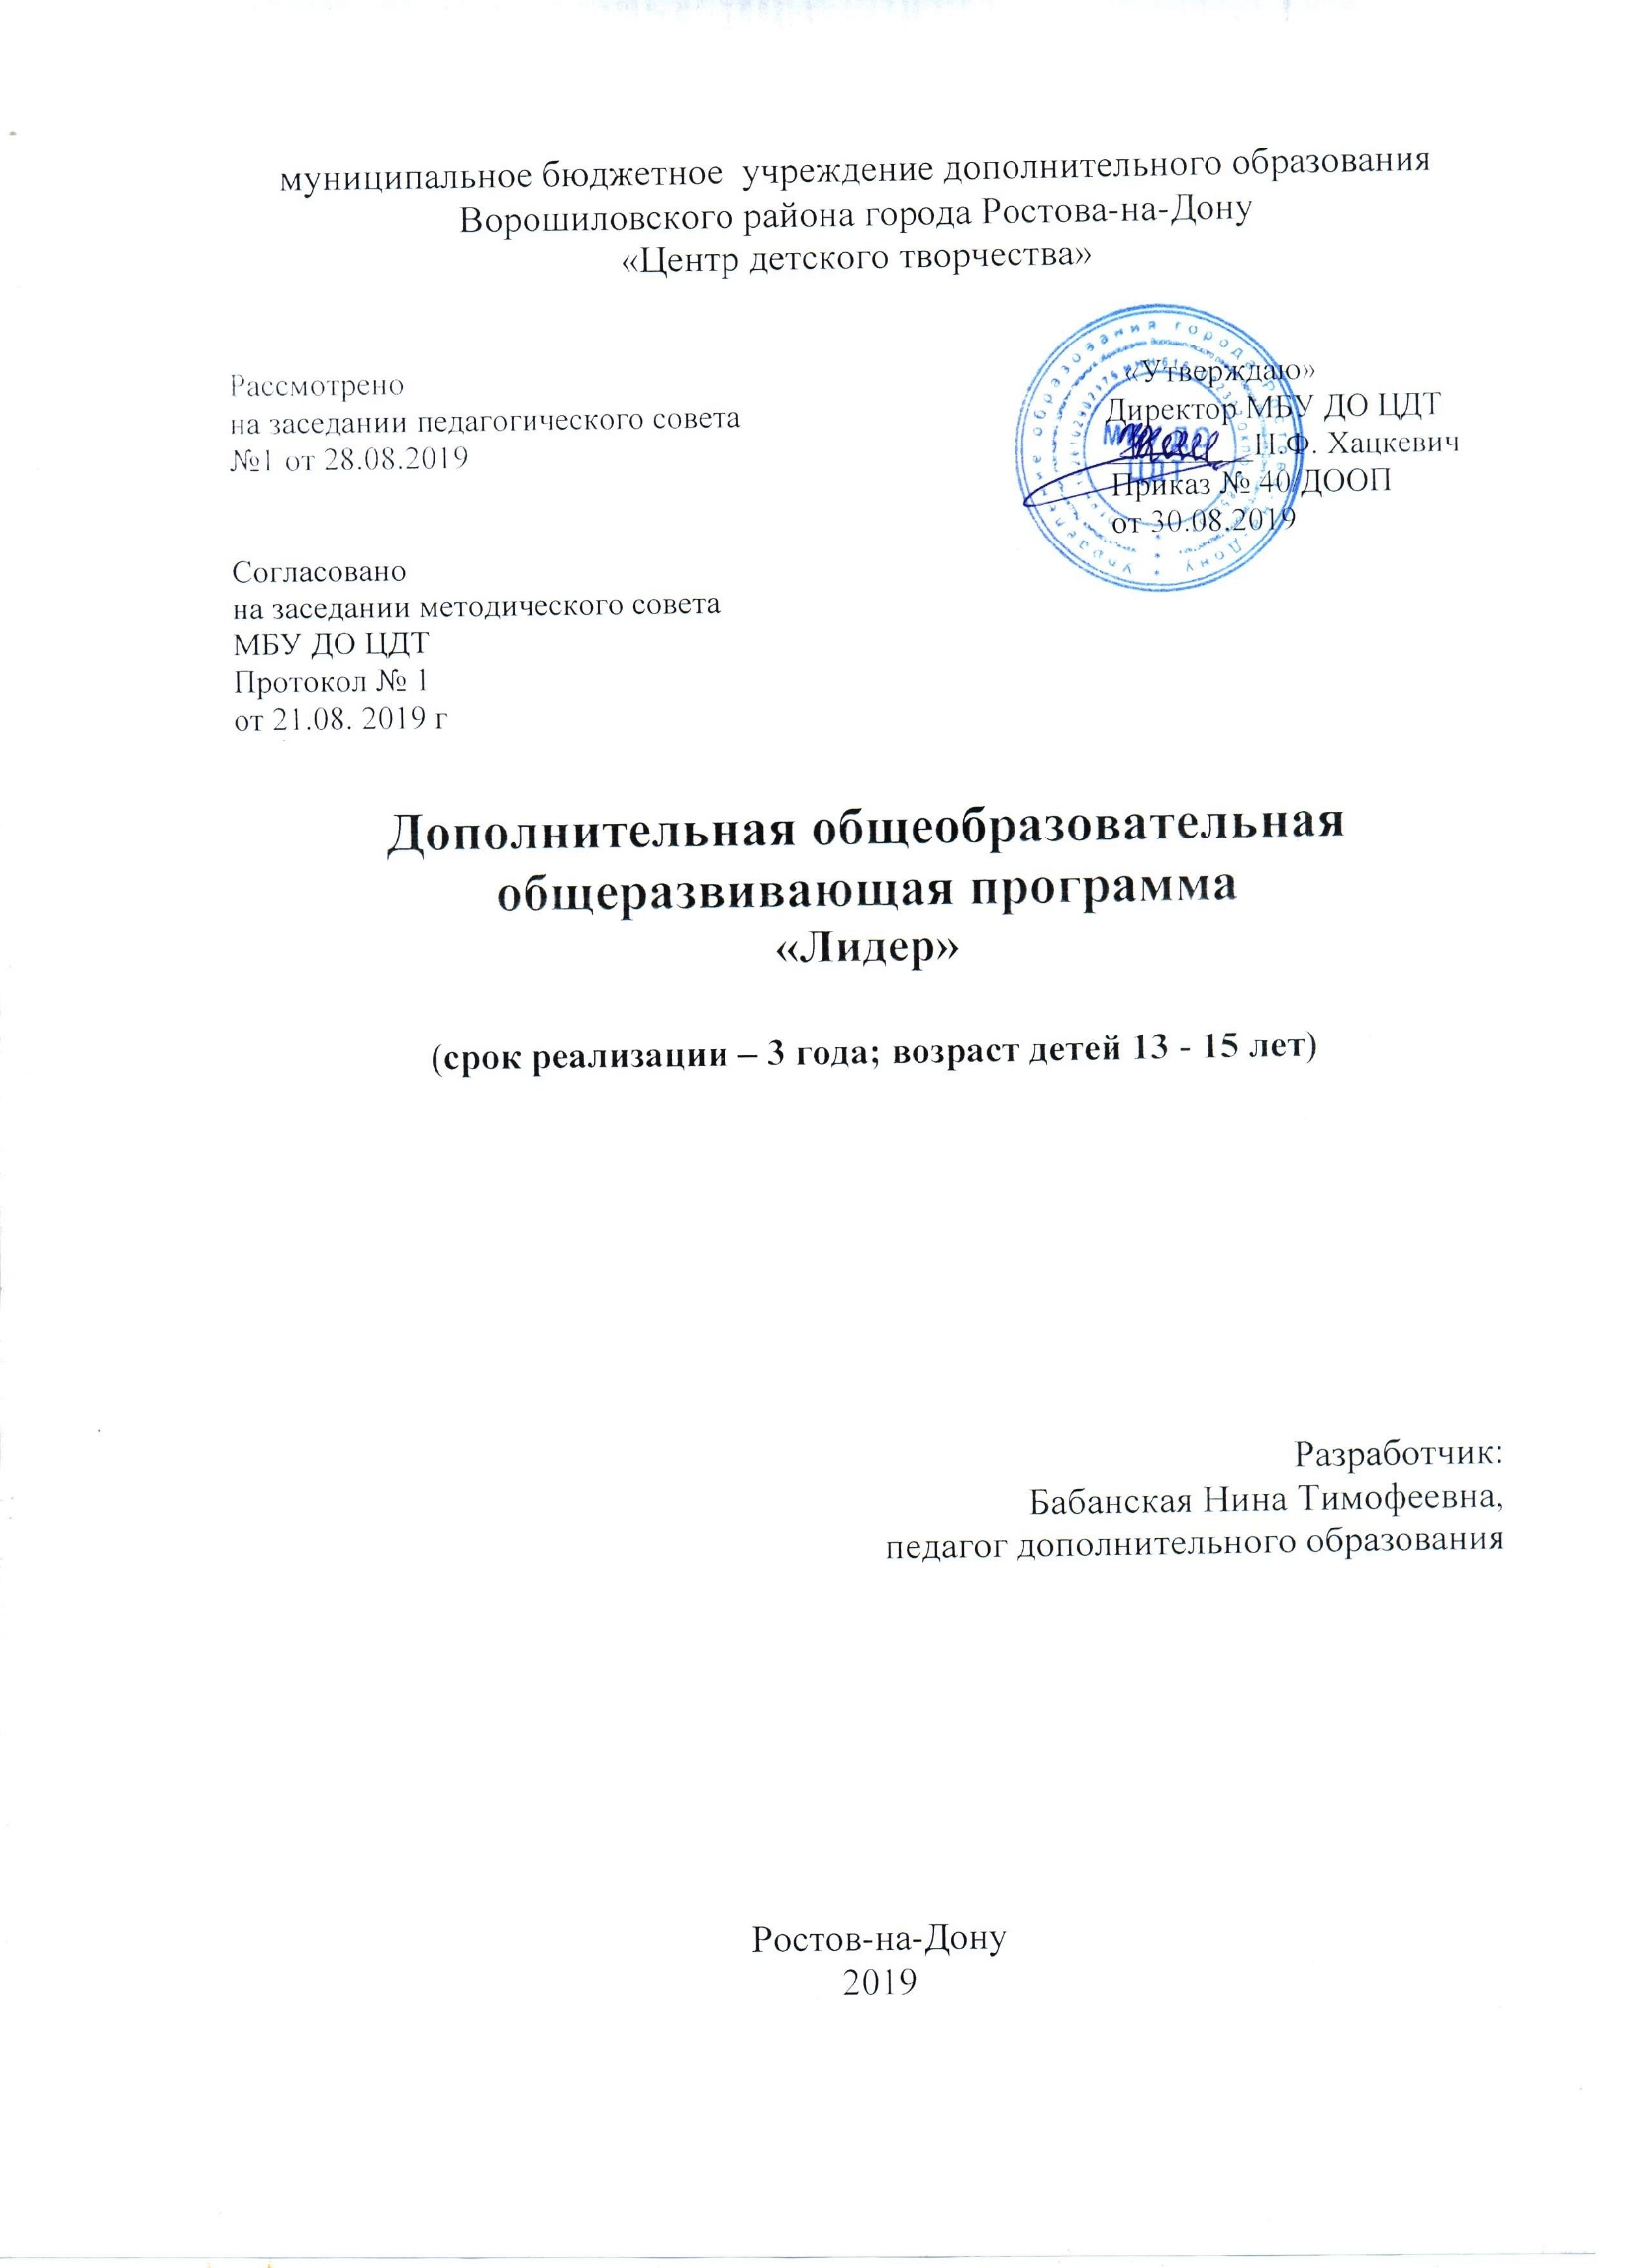 муниципальное бюджетное учреждение дополнительного образования
Ворошиловского района города Ростова-на-Дону
«Центр детского творчества»
Рассмотрено
на заседании педагогического совета
№1 от 28.08.2019
«Утверждаю»
Директор МБУ ДО ЦДТ
Н.Ф. Хацкевич
Приказ № 40/ДООП
от 30.08.2019
МБУ ДО
ЦДТ
Согласовано
на заседании методического совета
МБУ ДО ЦДТ
Протокол № 1
от 21.08. 2019 г
Дополнительная общеобразовательная
общеразвивающая программа
«Лидер»
(срок реализации – 3 года; возраст детей 13 - 15 лет)
Разработчик:
Бабанская Нина Тимофеевна,
педагог дополнительного образования
Ростов-на-Дону
2019